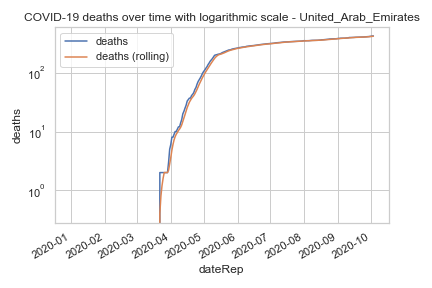 COVID-19 deaths over time with logarithmic scale - United_Arab_Emirates
deaths
deaths (rolling)
10²
10¹
10⁰
deaths
2020-01
2020-02
2020-03
2020-04
2020-05
2020-06
2020-07
2020-08
2020-09
2020-10
dateRep